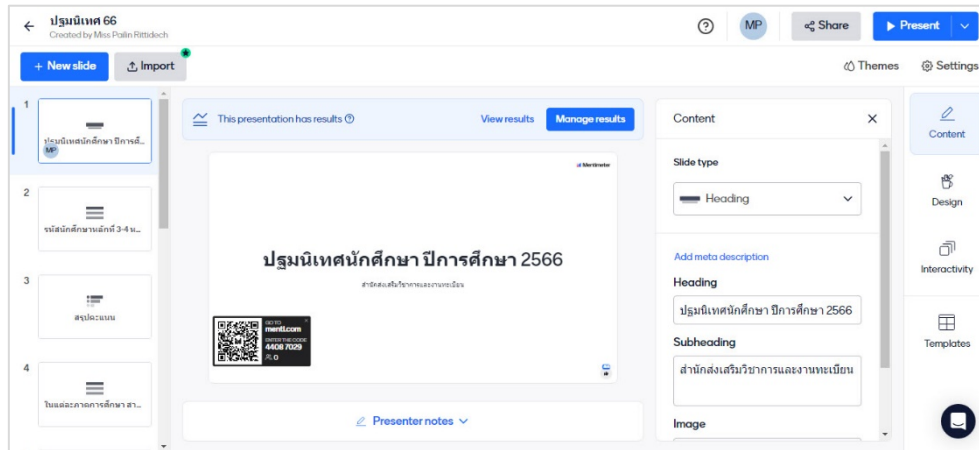 ปฐมนิเทศ 66
Created by Miss Pailin Rittidech
MP
Share
Present
+ New slide
Import
Themes
Settings
1
ปฐมนิเทศนักศึกษา ปีการศึ...
MP
2
รหัสนักศึกษาหลักที่ 3-4 ห...
3
สรุปคะแนน
4
ในแต่ละภาคการศึกษา สา...
This presentation has results
View results
Manage results
Mentimeter
ปฐมนิเทศนักศึกษา ปีการศึกษา 2566
สำนักส่งเสริมวิชาการและงานทะเบียน
GO TO
menti.com
ENTER THE CODE
4408 7029
0
Presenter notes
Content
Slide type
Heading
Add meta description
Heading
ปฐมนิเทศนักศึกษา ปีการศึกษา 2566
Subheading
สำนักส่งเสริมวิชาการและงานทะเบียน
Image
Content
Design
Interactivity
Templates